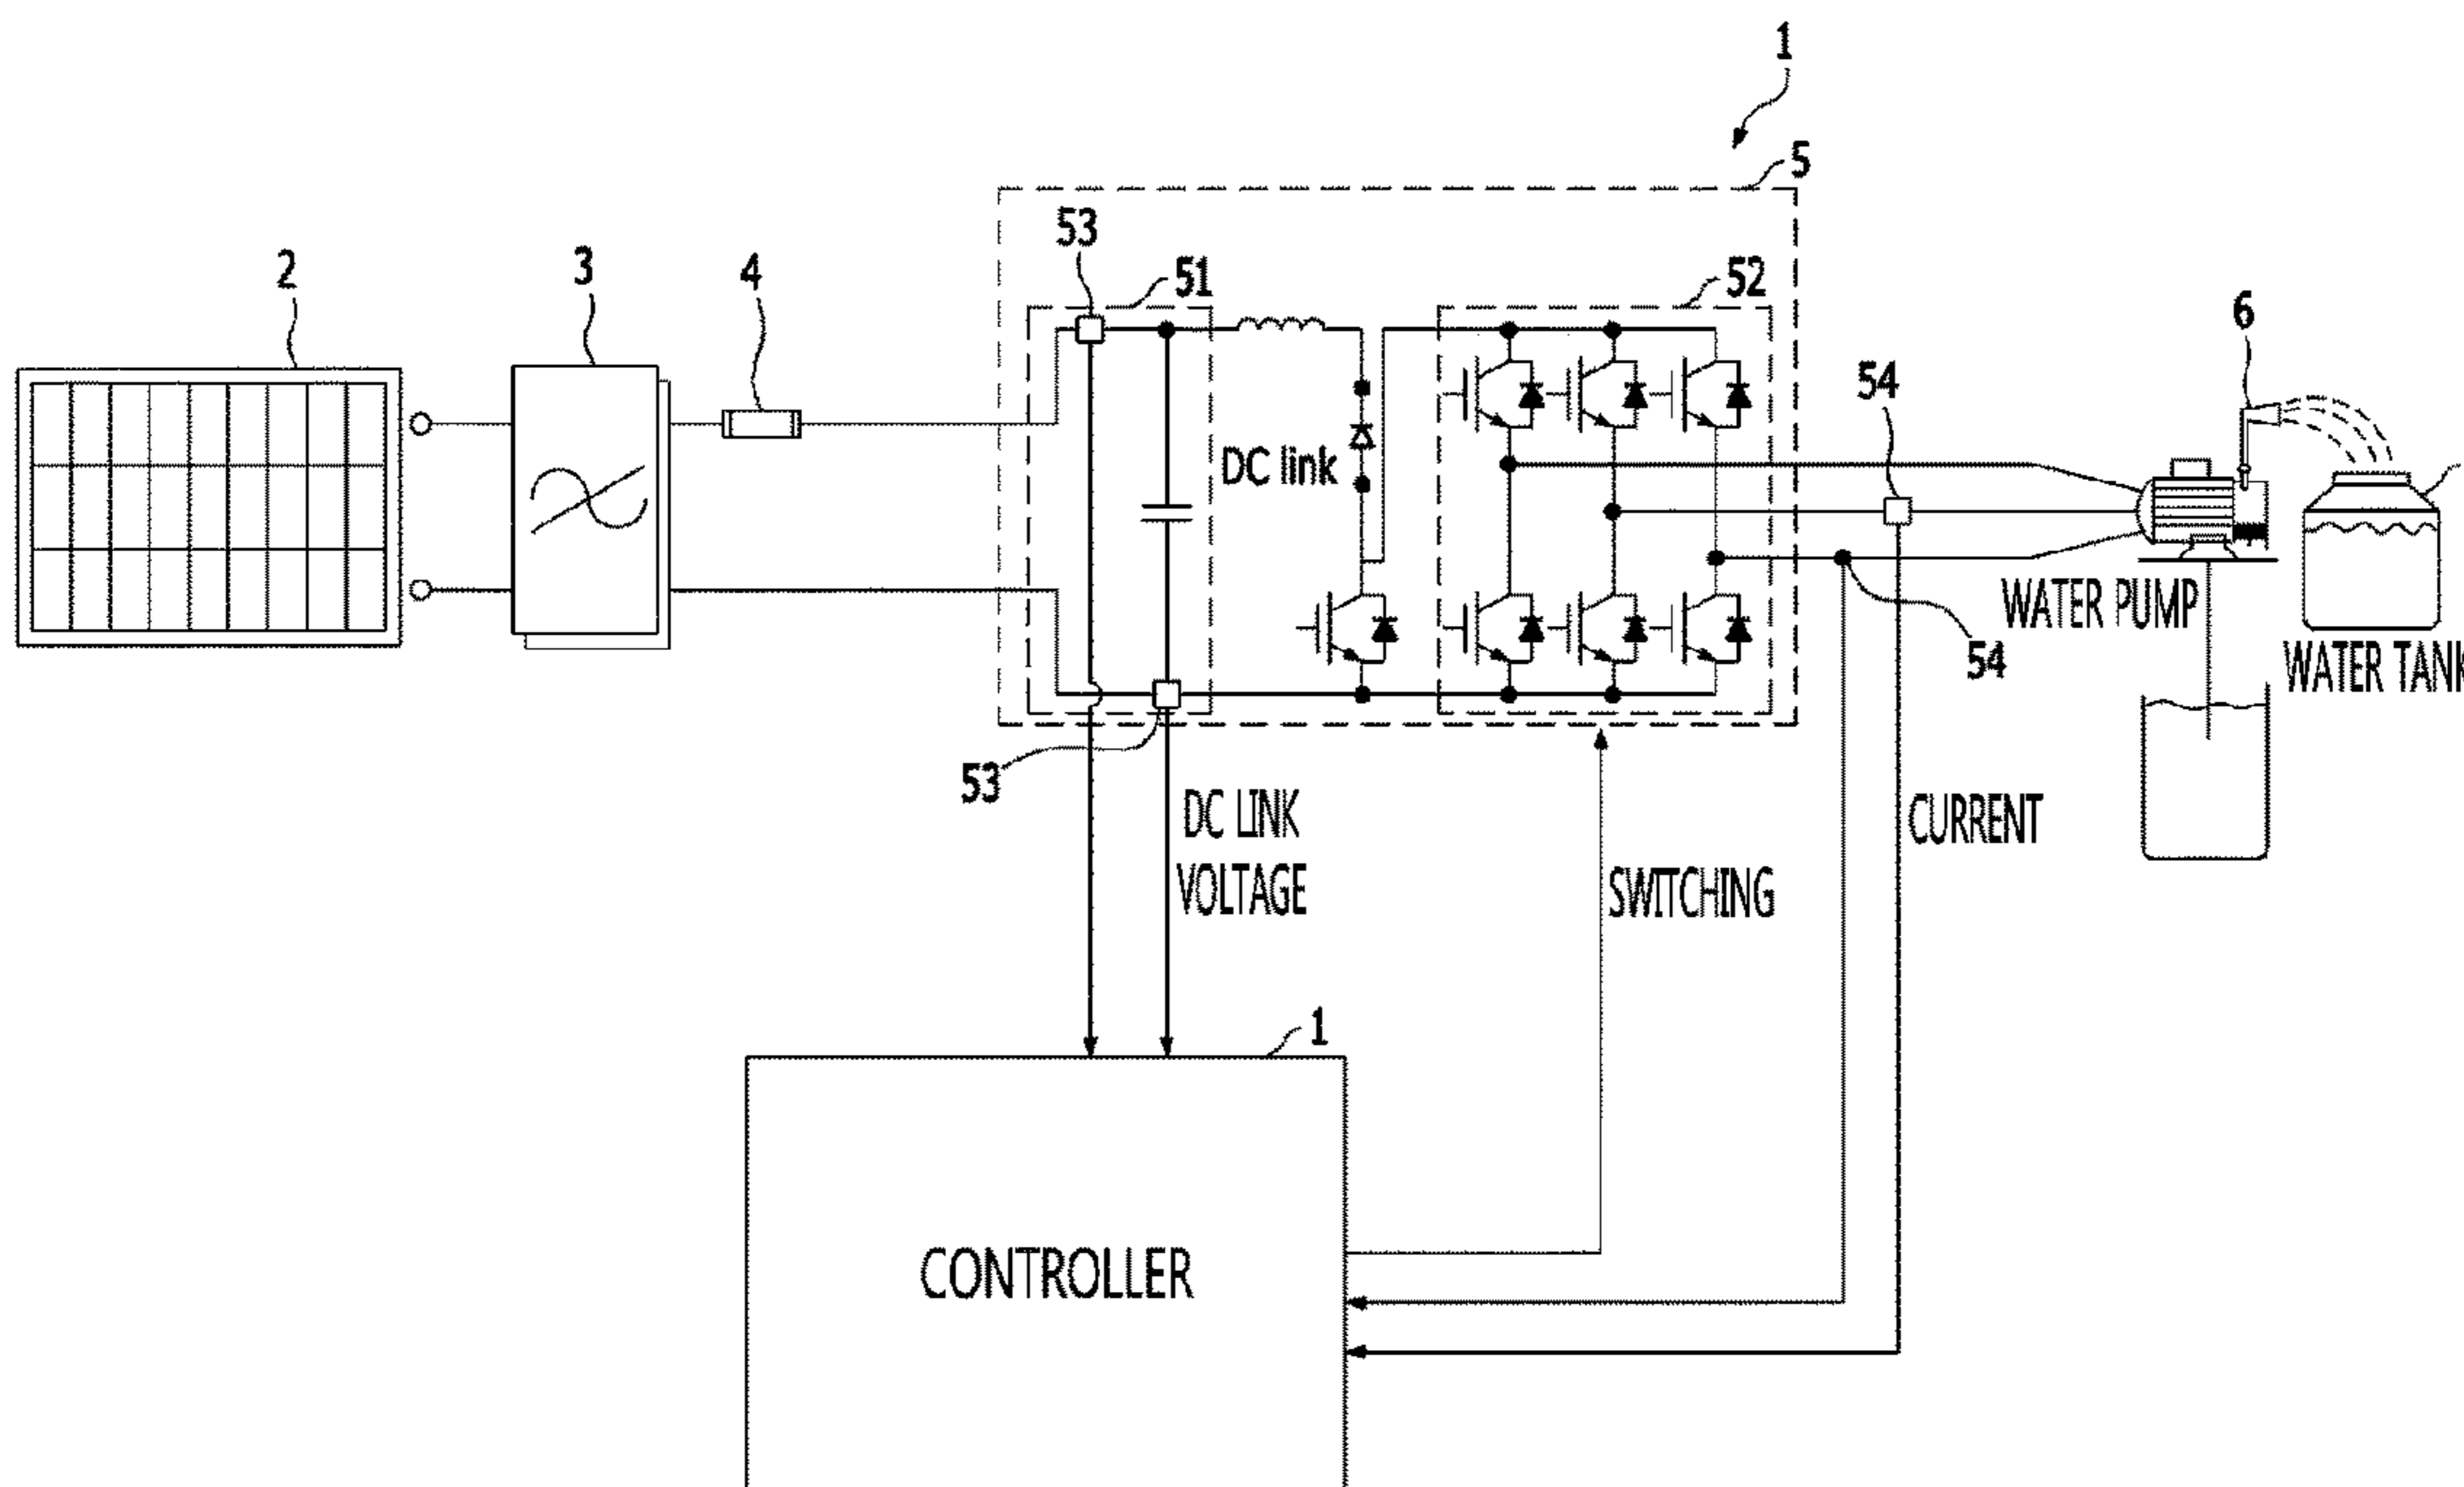 1
5
53
2
3
4
51
52
6
54
DC link
WATER PUMP
54
WATER TANK
53
DC LINK
VOLTAGE
CURRENT
SWITCHING
1
CONTROLLER